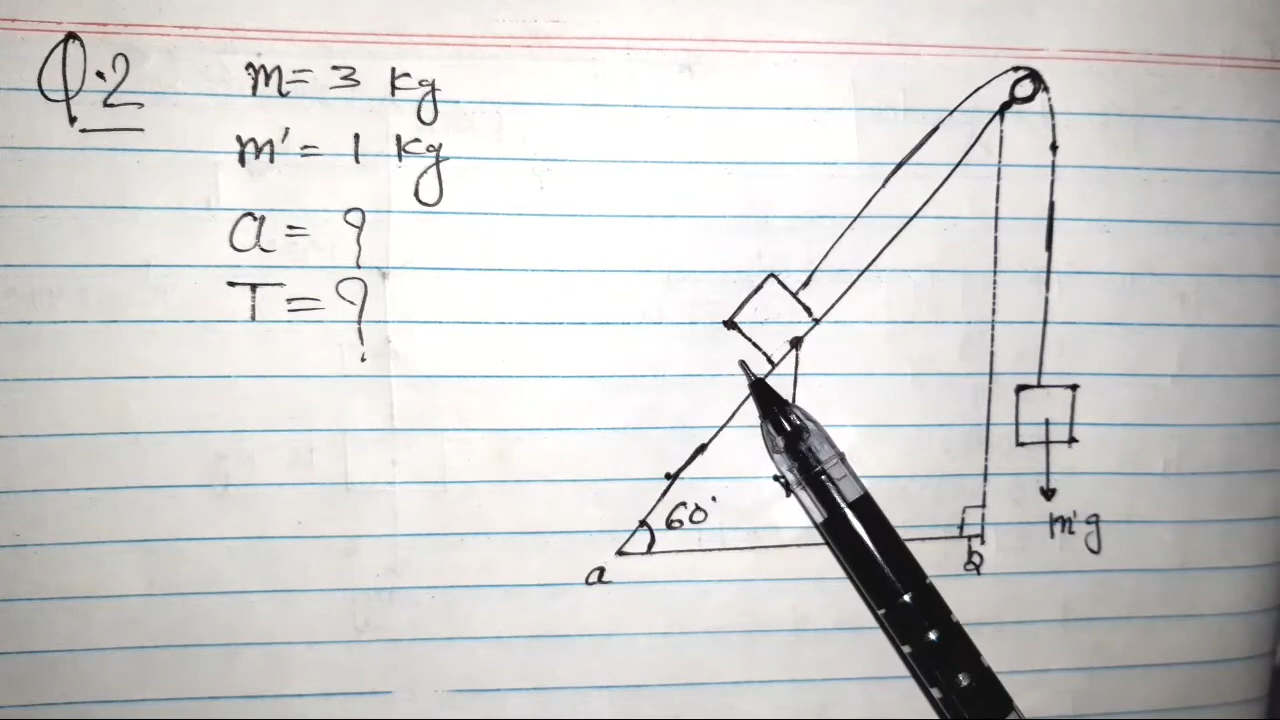 Q.2
m = 3 kg
m' = 1 kg
a = ?
T = ?
60°
a
b
m'g